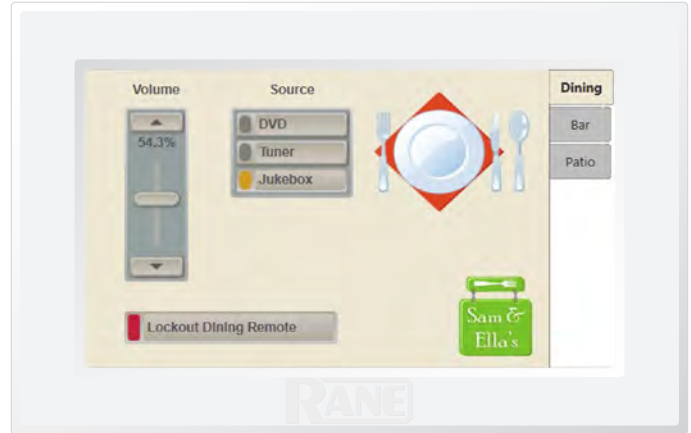 Volume
Source
Dining
54.3%
DVD
Bar
Tuner
Patio
Jukebox
Lockout Dining Remote
Sam &
Ella's
RANE